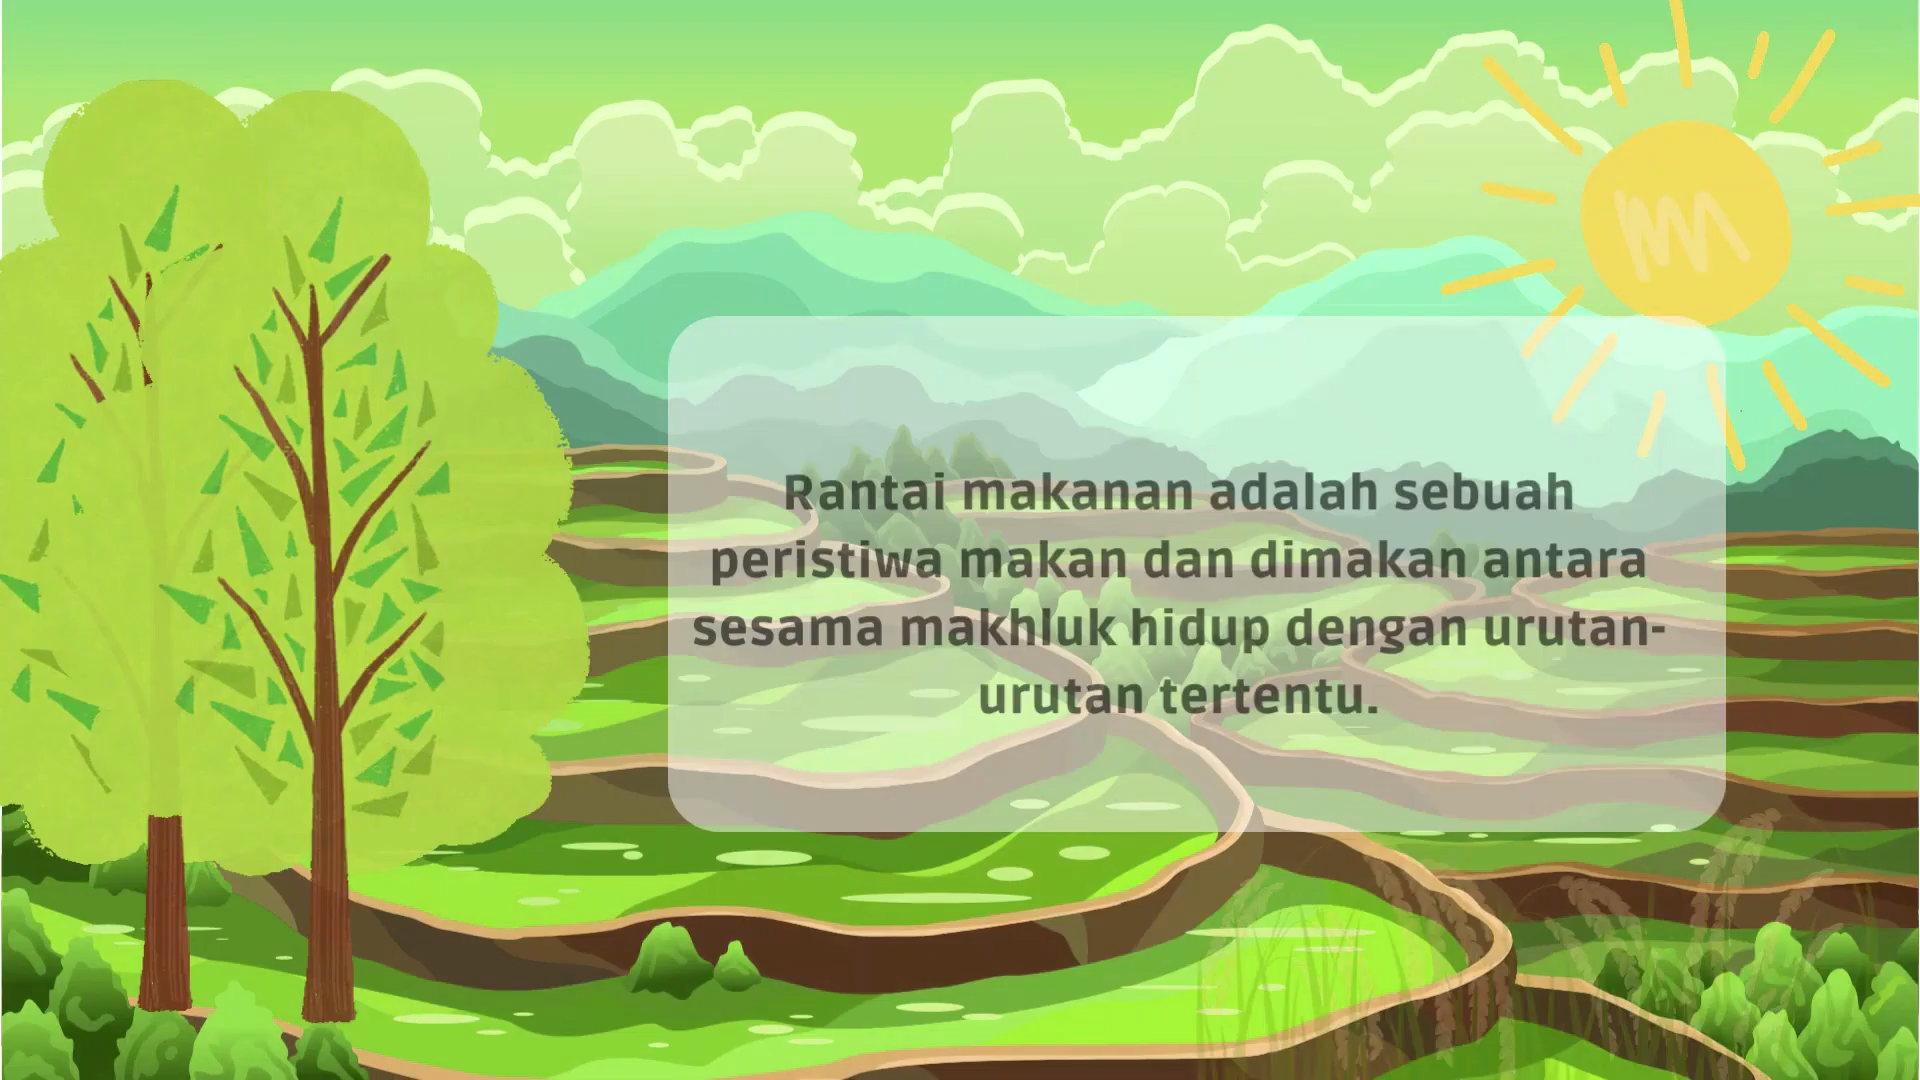 Rantai makanan adalah sebuah
peristiwa makan dan dimakan antara
sesama makhluk hidup dengan urutan-
urutan tertentu.